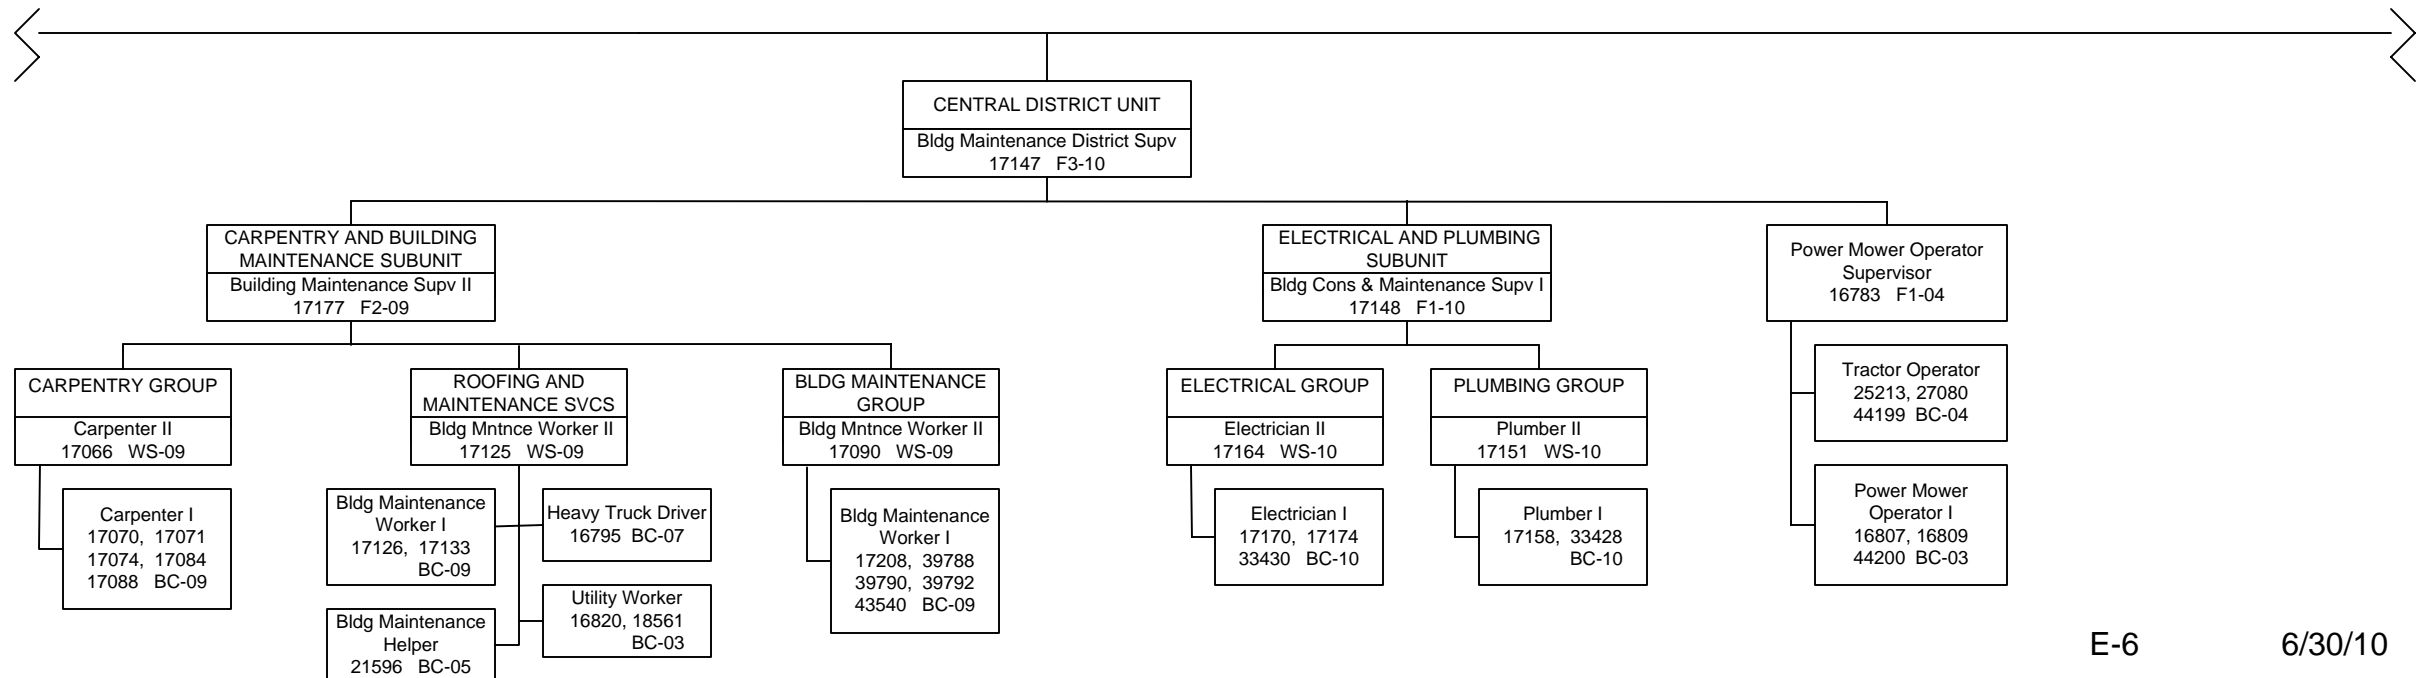 CENTRAL DISTRICT UNIT
Bldg Maintenance District Supv
17147 F3-10
CARPENTRY AND BUILDING
MAINTENANCE SUBUNIT
Building Maintenance Supv II
17177 F2-09
ELECTRICAL AND PLUMBING
SUBUNIT
Bldg Cons & Maintenance Supv I
17148 F1-10
Power Mower Operator
Supervisor
16783 F1-04
CARPENTRY GROUP
Carpenter II
17066 WS-09
Carpenter I
17070, 17071
17074, 17084
17088 BC-09
ROOFING AND
MAINTENANCE SVCS
Bldg Mntnce Worker II
17125 WS-09
Bldg Maintenance
Worker I
17126, 17133
BC-09
Heavy Truck Driver
16795 BC-07
Bldg Maintenance
Helper
21596 BC-05
Utility Worker
16820, 18561
BC-03
BLDG MAINTENANCE
GROUP
Bldg Mntnce Worker II
17090 WS-09
Bldg Maintenance
Worker I
17208, 39788
39790, 39792
43540 BC-09
ELECTRICAL GROUP
Electrician II
17164 WS-10
Electrician I
17170, 17174
33430 BC-10
PLUMBING GROUP
Plumber II
17151 WS-10
Plumber I
17158, 33428
BC-10
Tractor Operator
25213, 27080
44199 BC-04
Power Mower
Operator I
16807, 16809
44200 BC-03
E-6 6/30/10